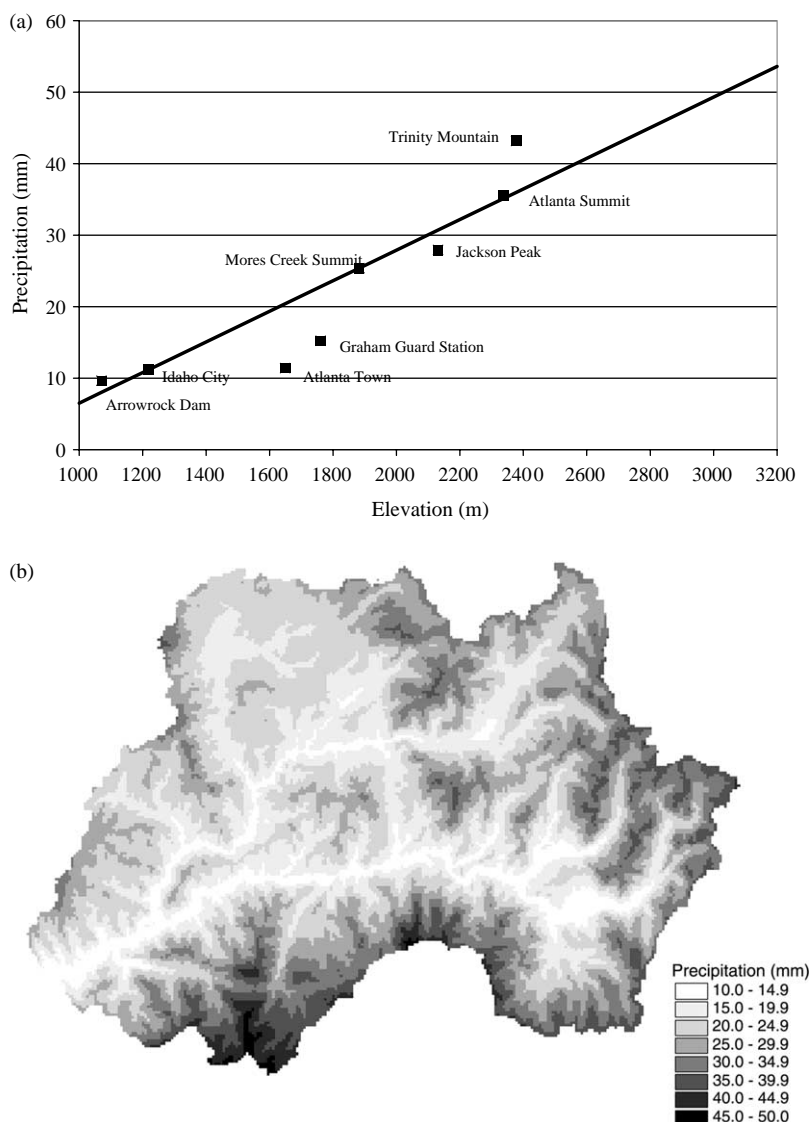 (a)
60
50
40
30
20
10
0
Precipitation (mm)
Trinity Mountain
Atlanta Summit
Mores Creek Summit
Jackson Peak
Graham Guard Station
Idaho City
Atlanta Town
Arrowrock Dam
1000 1200 1400 1600 1800 2000 2200 2400 2600 2800 3000 3200
Elevation (m)
(b)
Precipitation (mm)
10.0 - 14.9
15.0 - 19.9
20.0 - 24.9
25.0 - 29.9
30.0 - 34.9
35.0 - 39.9
40.0 - 44.9
45.0 - 50.0